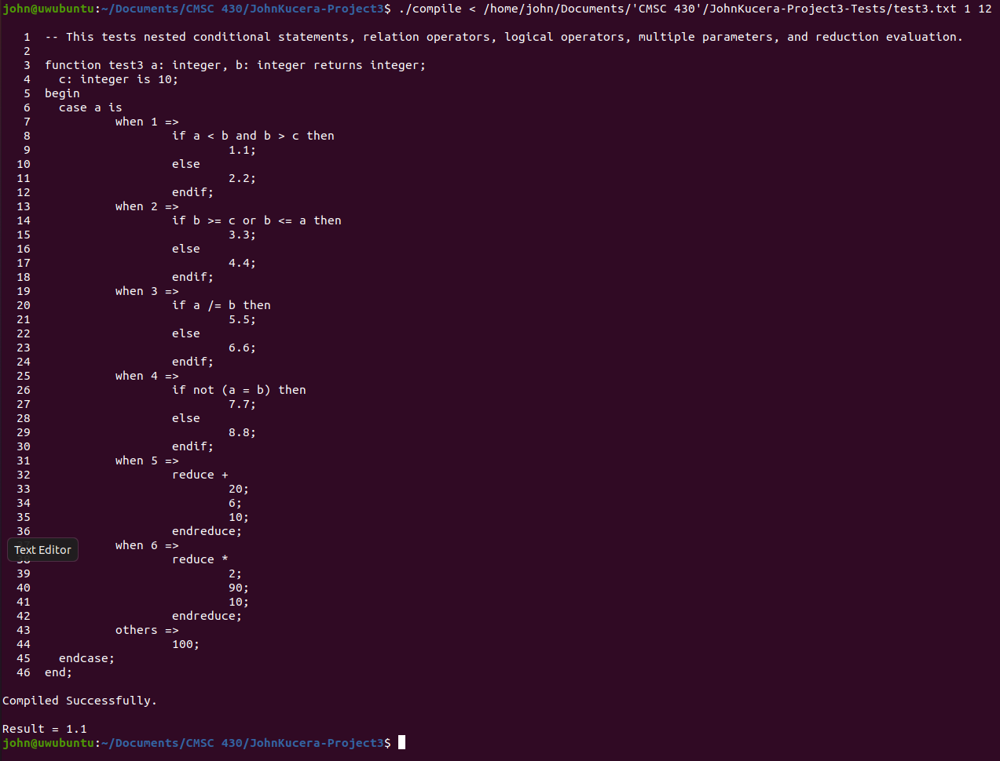 john@uwubuntu:~/Documents/CMSC 430/JohnKucera-Project3$ ./compile < /home/john/Documents/'CMSC 430'/JohnKucera-Project3-Tests/test3.txt 1 12
1 -- This tests nested conditional statements, relation operators, logical operators, multiple parameters, and reduction evaluation.
2
3 function test3 a: integer, b: integer returns integer;
4 c: integer is 10;
5 begin
6 case a is
7 when 1 =>
8 if a < b and b > c then
9 1.1;
10 else
11 2.2;
12 endif;
13 when 2 =>
14 if b >= c or b <= a then
15 3.3;
16 else
17 4.4;
18 endif;
19 when 3 =>
20 if a /= b then
21 5.5;
22 else
23 6.6;
24 endif;
25 when 4 =>
26 if not (a = b) then
27 7.7;
28 else
29 8.8;
30 endif;
31 when 5 =>
32 reduce +
33 20;
34 6;
35 10;
36 endreduce;
when 6 =>
Text Editor
reduce *
39 2;
40 90;
41 10;
42 endreduce;
43 others =>
44 100;
45 endcase;
46 end;
Compiled Successfully.
Result = 1.1
john@uwubuntu:~/Documents/CMSC 430/JohnKucera-Project3$